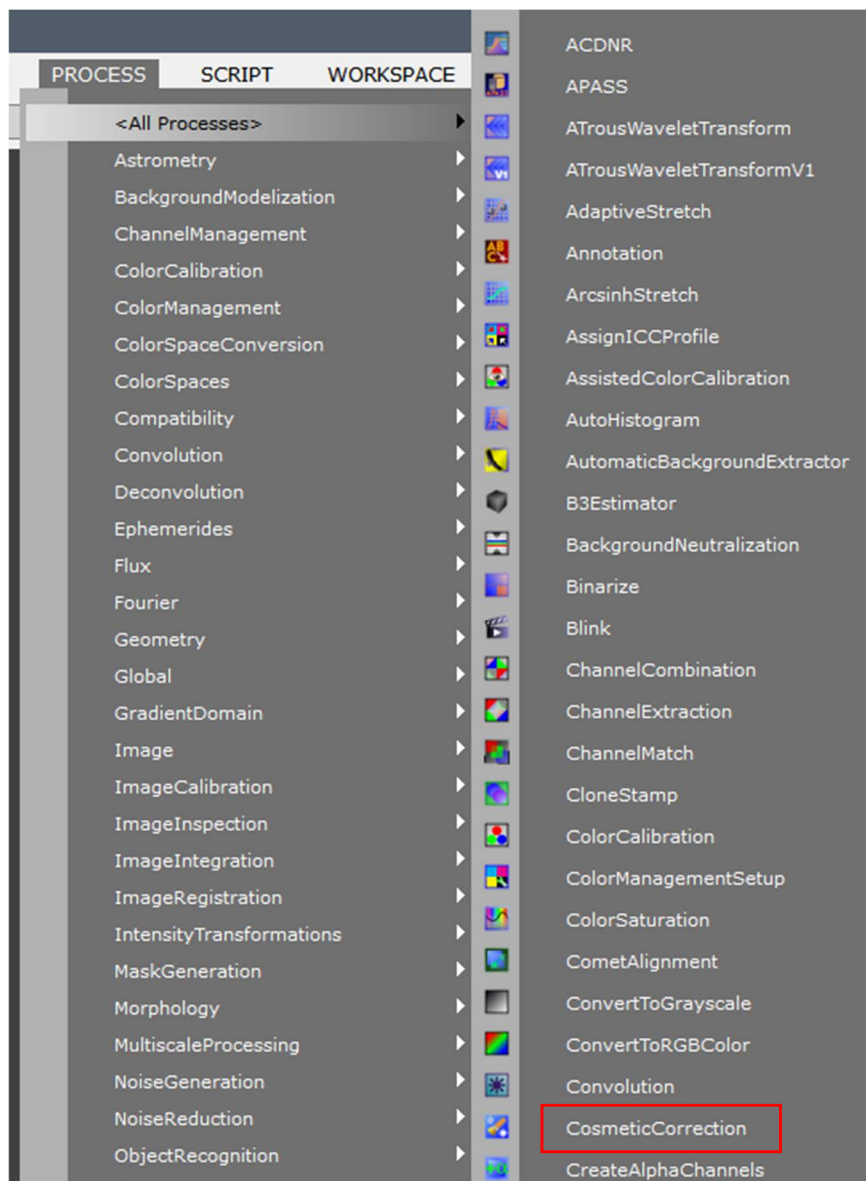 PROCESS SCRIPT WORKSPACE
<All Processes>
Astrometry
BackgroundModelization
ChannelManagement
ColorCalibration
ColorManagement
ColorSpaceConversion
ColorSpaces
Compatibility
Convolution
Deconvolution
Ephemerides
Flux
Fourier
Geometry
Global
GradientDomain
Image
ImageCalibration
ImageInspection
ImageIntegration
ImageRegistration
IntensityTransformations
MaskGeneration
Morphology
MultiscaleProcessing
NoiseGeneration
NoiseReduction
ObjectRecognition
ACDNR
APASS
ATrousWaveletTransform
ATrousWaveletTransformV1
AdaptiveStretch
Annotation
ArcsinhStretch
AssignICCProfile
AssistedColorCalibration
AutoHistogram
AutomaticBackgroundExtractor
B3Estimator
BackgroundNeutralization
Binarize
Blink
ChannelCombination
ChannelExtraction
ChannelMatch
CloneStamp
ColorCalibration
ColorManagementSetup
ColorSaturation
CometAlignment
ConvertToGrayscale
ConvertToRGBColor
Convolution
CosmeticCorrection
CreateAlphaChannels